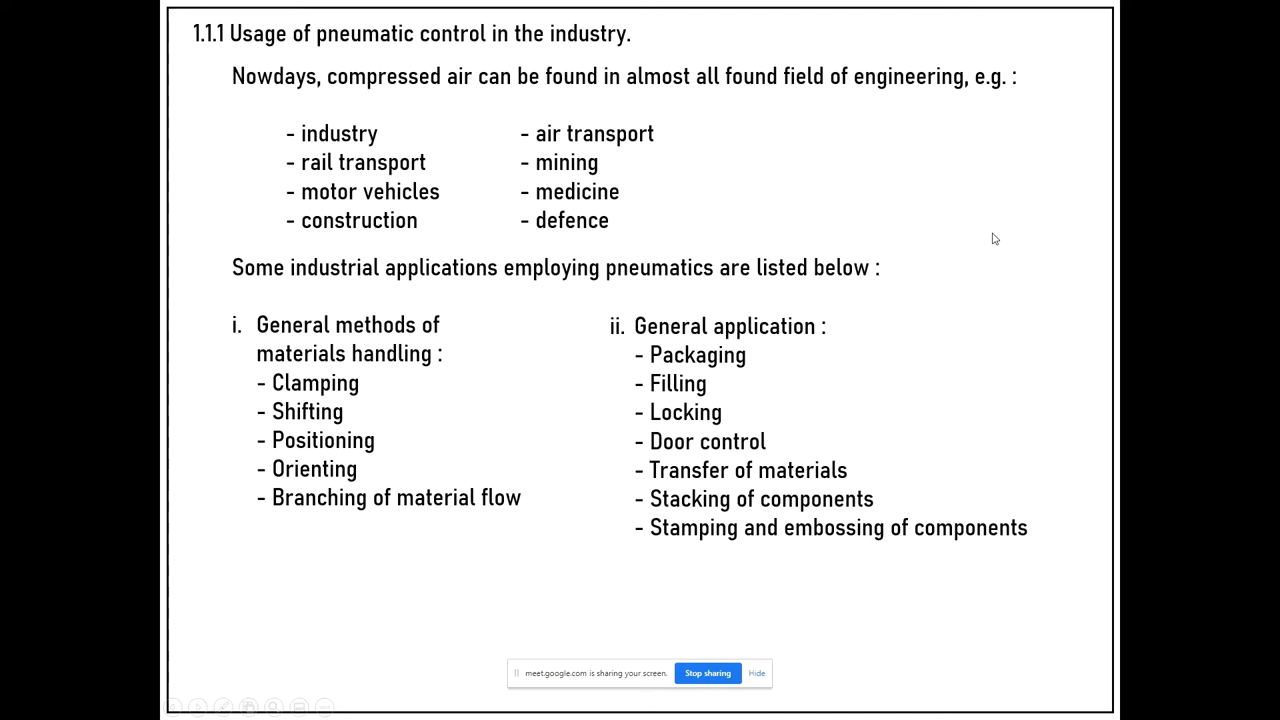 1.1.1 Usage of pneumatic control in the industry.
Nowdays, compressed air can be found in almost all found field of engineering, e.g. :
- industry
- rail transport
- motor vehicles
- construction
- air transport
- mining
- medicine
- defence
Some industrial applications employing pneumatics are listed below :
i. General methods of
materials handling :
- Clamping
- Shifting
- Positioning
- Orienting
- Branching of material flow
ii. General application :
- Packaging
- Filling
- Locking
- Door control
- Transfer of materials
- Stacking of components
- Stamping and embossing of components
meet.google.com is sharing your screen. Stop sharing Hide